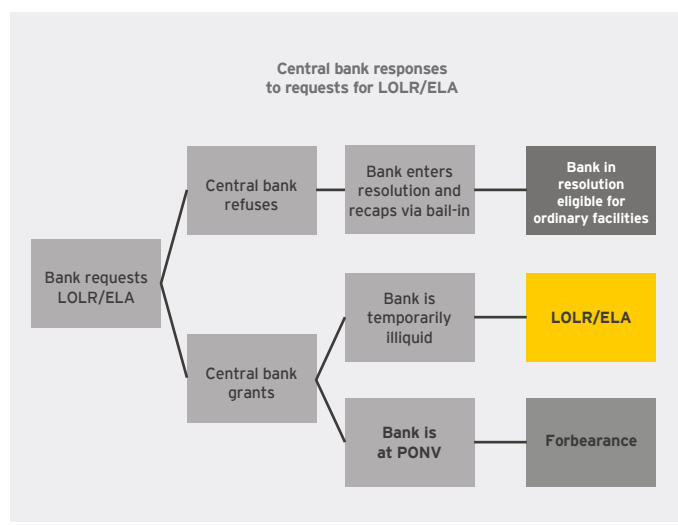 Central bank responses
to requests for LOLR/ELA
Bank requests
LOLR/ELA
Central bank
refuses
Bank enters
resolution and
recaps via bail-in
Bank in
resolution
eligible for
ordinary facilities
Central bank
grants
Bank is
temporarily
illiquid
LOLR/ELA
Bank is
at PONV
Forbearance